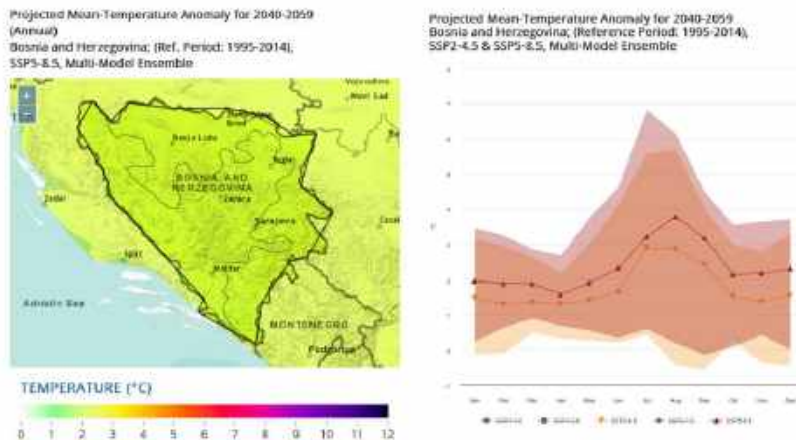 Projected Mean-Temperature Anomaly for 2040-2059
(Annual)
Bosnia and Herzegovina; (Ref. Period: 1995-2014),
SSP5-8.5, Multi-Model Ensemble
Novi Sad
Banja Luka
BOSNIA AND
HERZEGOVINA
Zenica
Zadar
Sarajevo
Split
Mostar
Adriatic Sea
MONTENEGRO
Podgorica
TEMPERATURE (°C)
0 1 2 3 4 5 6 7 8 9 10 11 12
Projected Mean-Temperature Anomaly for 2040-2059
Bosnia and Herzegovina; (Reference Period: 1995-2014),
SSP2-4.5 & SSP5-8.5, Multi-Model Ensemble